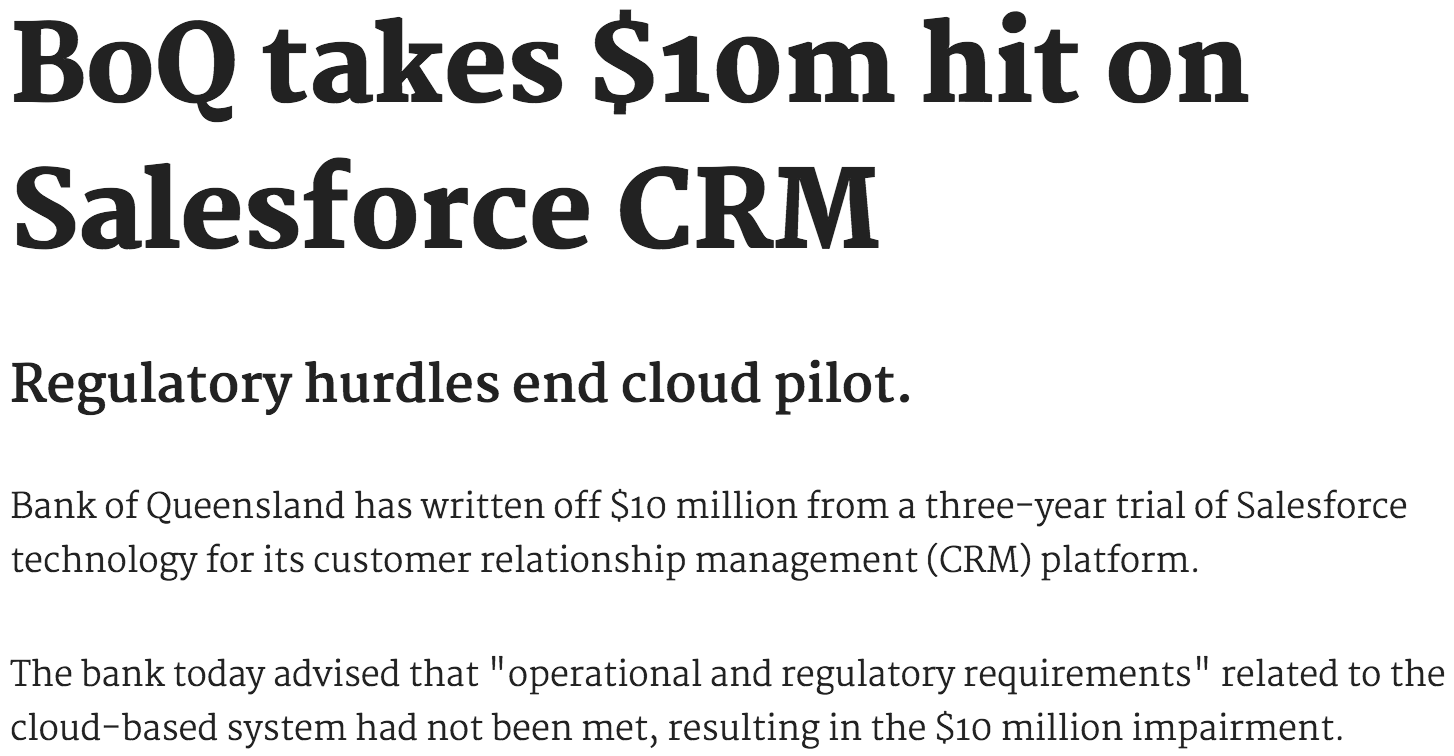 BoQ takes $10m hit on
Salesforce CRM
Regulatory hurdles end cloud pilot.
Bank of Queensland has written off $10 million from a three-year trial of Salesforce
technology for its customer relationship management (CRM) platform.
The bank today advised that "operational and regulatory requirements" related to the
cloud-based system had not been met, resulting in the $10 million impairment.